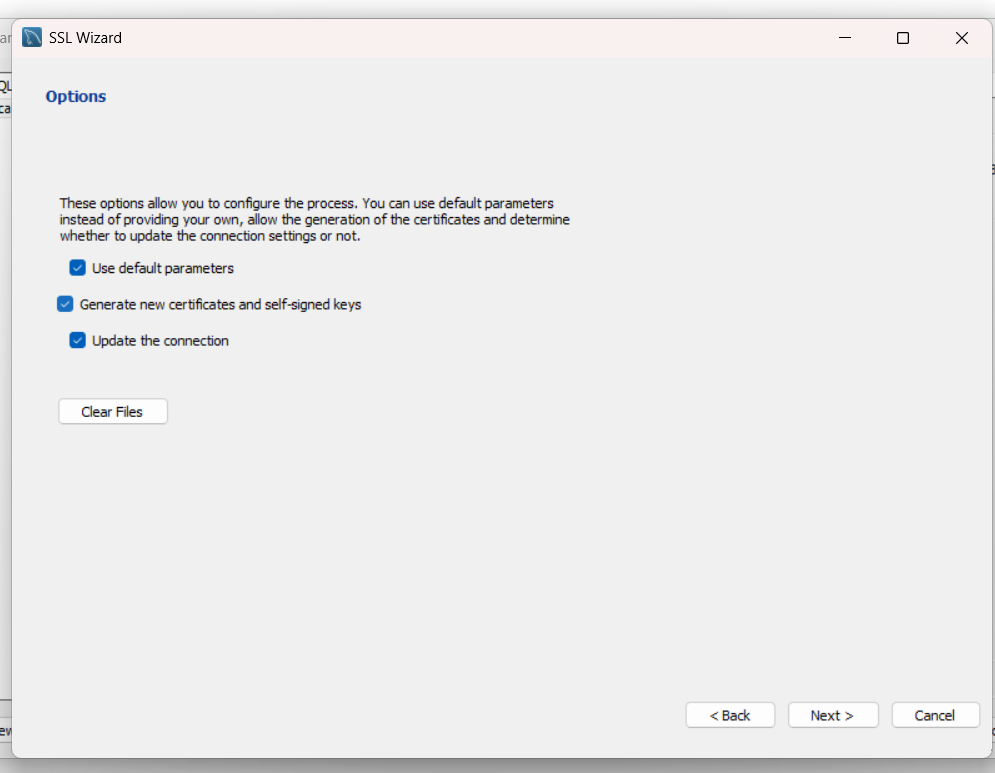 SSL Wizard
Options
These options allow you to configure the process. You can use default parameters
instead of providing your own, allow the generation of the certificates and determine
whether to update the connection settings or not.
Use default parameters
Generate new certificates and self-signed keys
Update the connection
Clear Files
< Back
Next >
Cancel